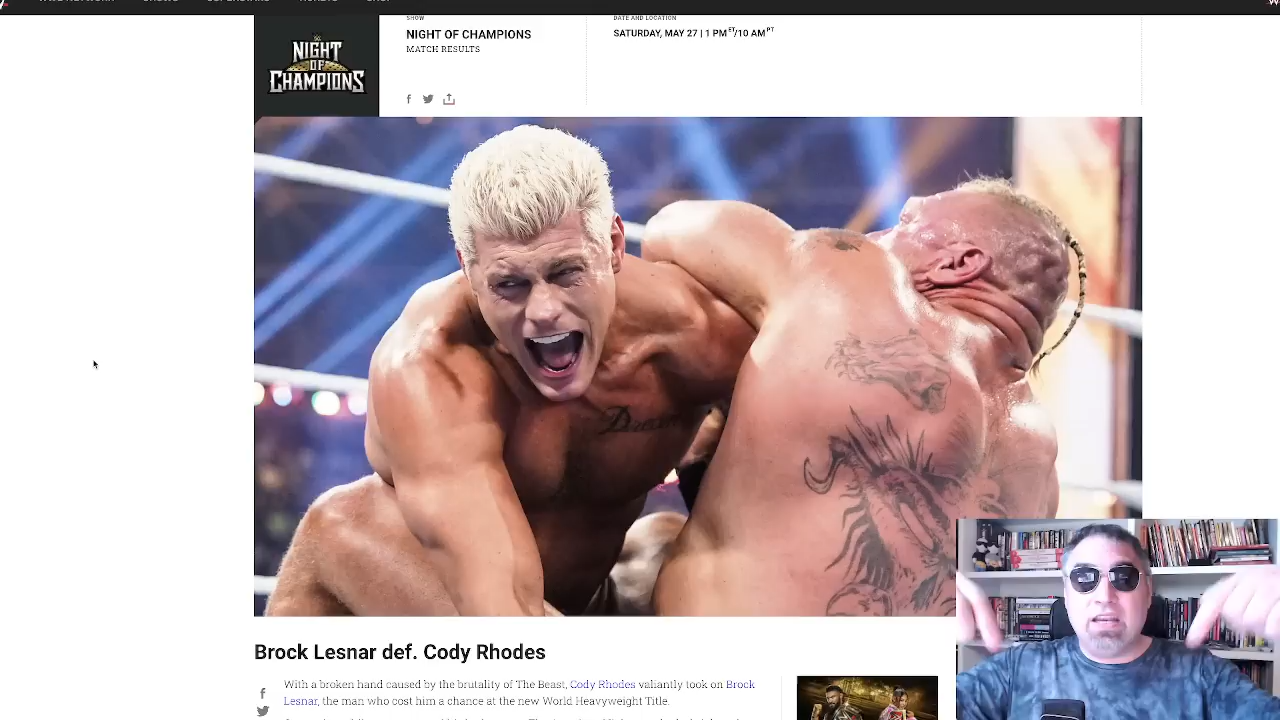 SHOW
NIGHT OF CHAMPIONS
MATCH RESULTS
DATE AND LOCATION
SATURDAY, MAY 27 | 1 PM ET/10 AM PT
NIGHT
OF
CHAMPIONS
Dream
Brock Lesnar def. Cody Rhodes
With a broken hand caused by the brutality of The Beast, Cody Rhodes valiantly took on Brock
Lesnar, the man who cost him a chance at the new World Heavyweight Title.